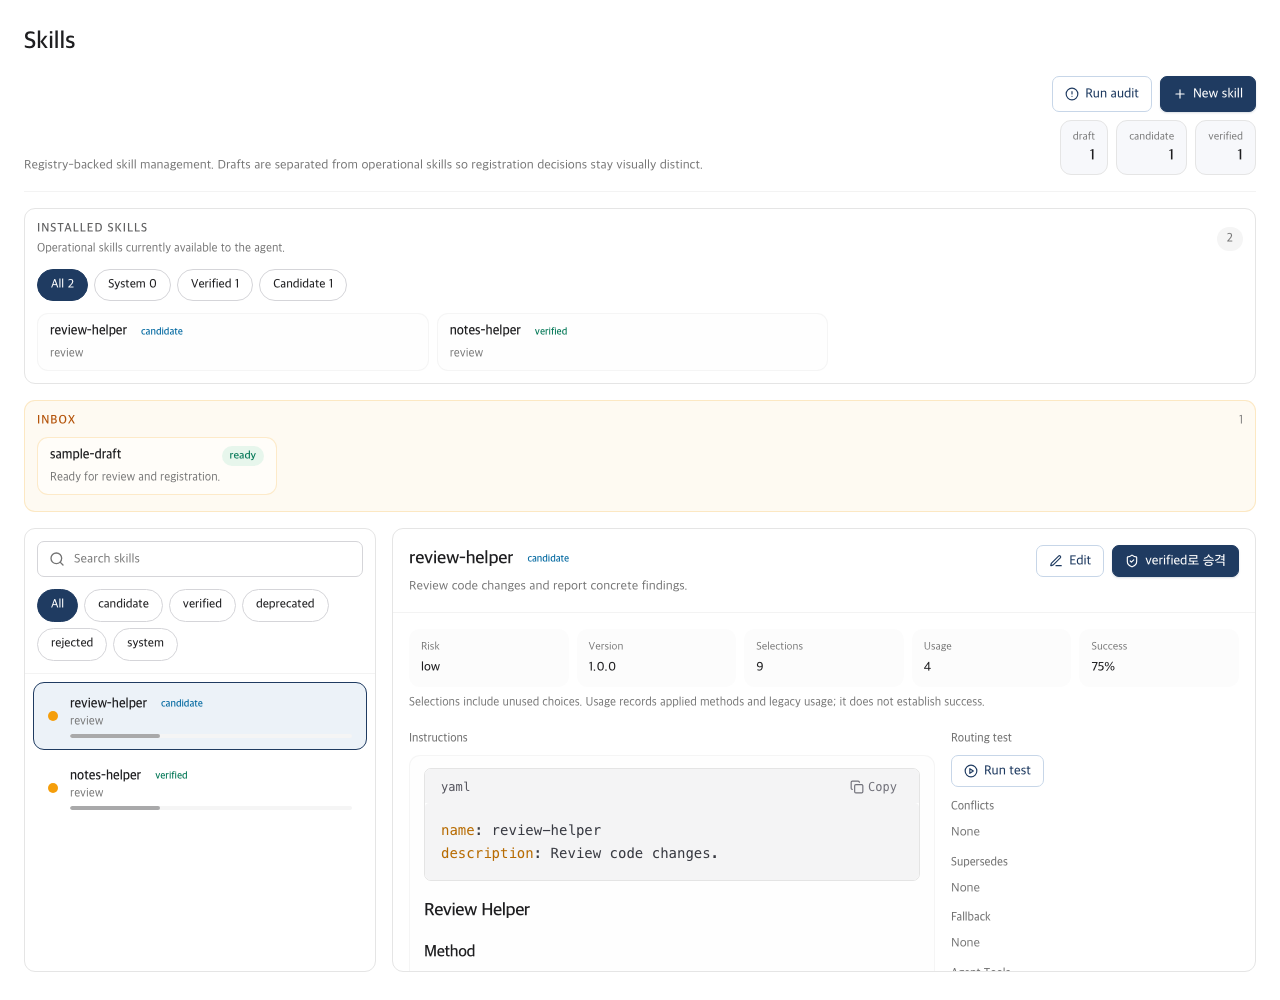 Skills
Run audit
New skill
draft
1
candidate
1
verified
1
Registry-backed skill management. Drafts are separated from operational skills so registration decisions stay visually distinct.
INSTALLED SKILLS
Operational skills currently available to the agent.
2
All 2
System 0
Verified 1
Candidate 1
review-helper candidate
review
notes-helper verified
review
INBOX
1
sample-draft
ready
Ready for review and registration.
Search skills
All
candidate
verified
deprecated
rejected
system
review-helper candidate
review
notes-helper verified
review
review-helper candidate
Review code changes and report concrete findings.
Edit
verified로 승격
Risk
low
Version
1.0.0
Selections
9
Usage
4
Success
75%
Selections include unused choices. Usage records applied methods and legacy usage; it does not establish success.
Instructions
yaml
Copy
name: review-helper
description: Review code changes.
Review Helper
Method
Routing test
Run test
Conflicts
None
Supersedes
None
Fallback
None
Agent Tools